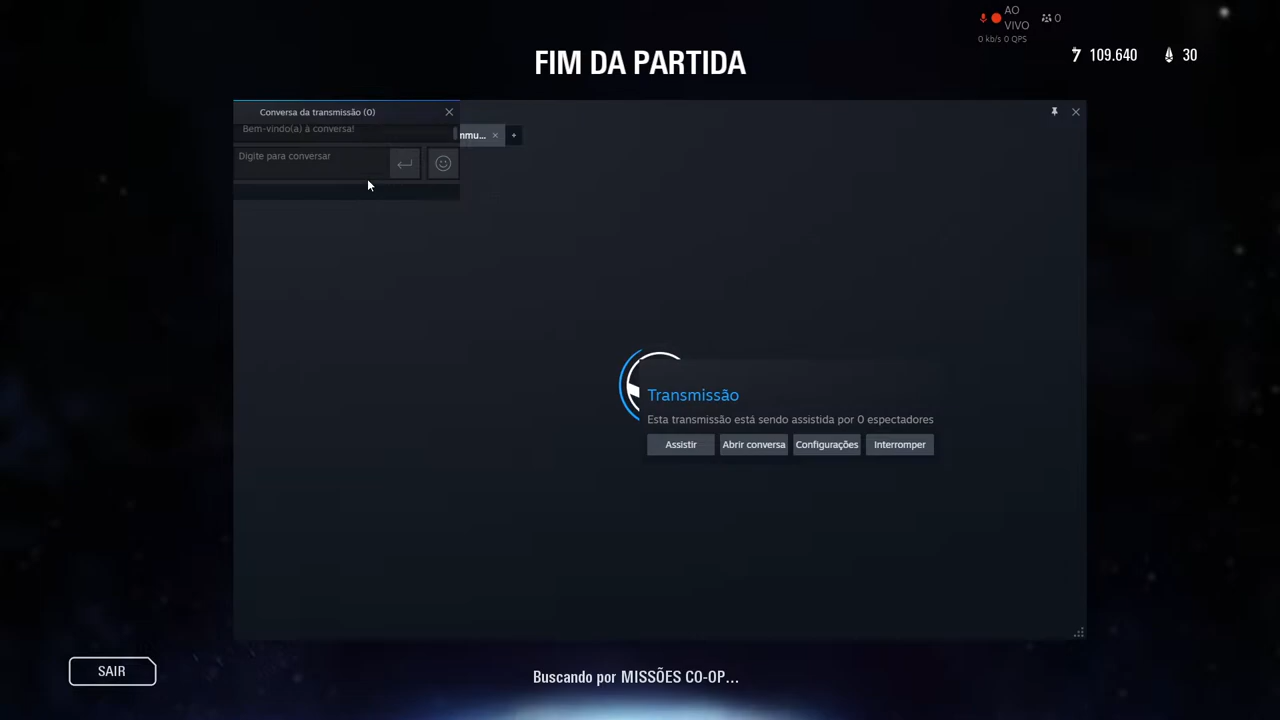 AO
VIVO
0
0 kb/s 0 QPS
FIM DA PARTIDA
109.640
30
Conversa da transmissão (0)
Bem-vindo(a) à conversa!
nmu...
+
Digite para conversar
Transmissão
Esta transmissão está sendo assistida por 0 espectadores
Assistir
Abrir conversa
Configurações
Interromper
SAIR
Buscando por MISSÕES CO-OP...